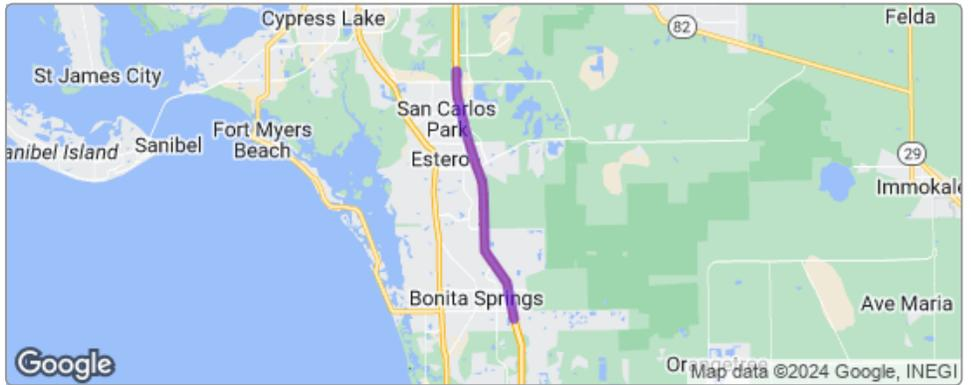 Cypress Lake
Felda
82
St James City
San Carlos
Park
Fort Myers
Beach
Sanibel
anibel Island
Estero
29
Immokale
Bonita Springs
Ave Maria
Google
Map data ©2024 Google, INEGI